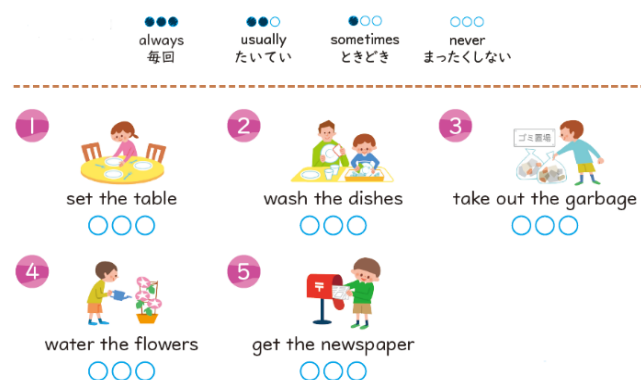 always usually sometimes never
毎回 たいてい ときどき まったくしない
1 2 3
ゴミ置場
set the table wash the dishes take out the garbage
4 5
〒
water the flowers get the newspaper